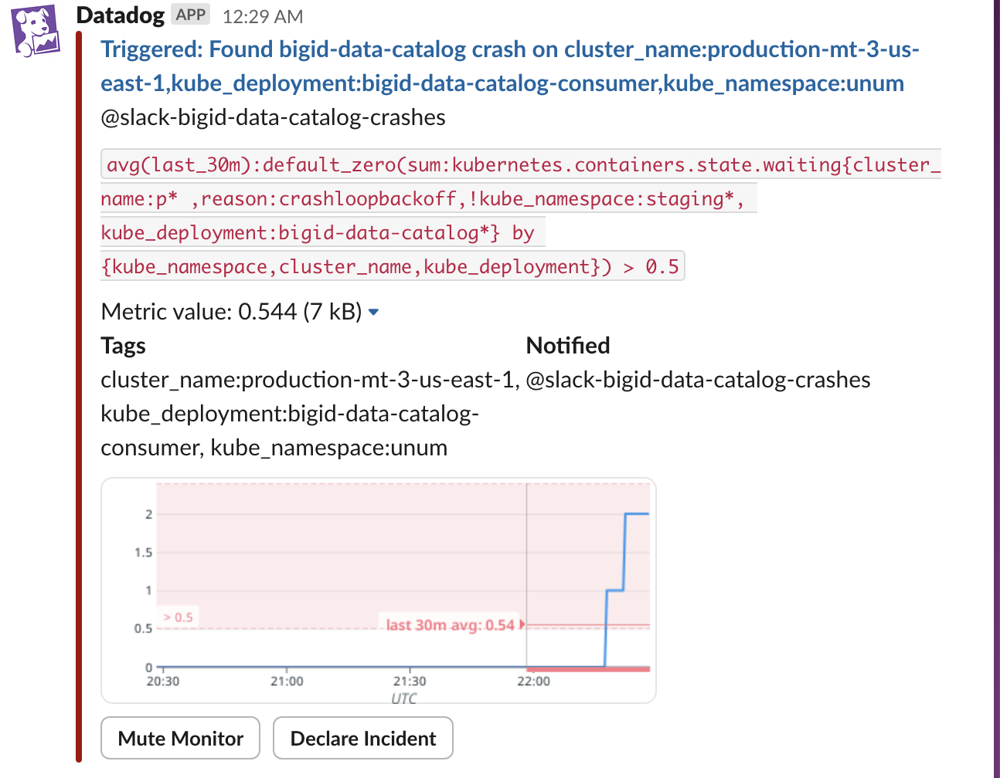 Datadog APP 12:29 AM
Triggered: Found bigid-data-catalog crash on cluster_name:production-mt-3-us-
east-1,kube_deployment:bigid-data-catalog-consumer,kube_namespace:unum
@slack-bigid-data-catalog-crashes
avg(last_30m):default_zero(sum:kubernetes.containers.state.waiting{cluster_
name:p* ,reason:crashloopbackoff,!kube_namespace:staging*,
kube_deployment:bigid-data-catalog*} by
{kube_namespace,cluster_name,kube_deployment}) > 0.5
Metric value: 0.544 (7 kB)
Tags
cluster_name:production-mt-3-us-east-1,
kube_deployment:bigid-data-catalog-
consumer, kube_namespace:unum
Notified
@slack-bigid-data-catalog-crashes
2
1.5
1
> 0.5
0.5
last 30m avg: 0.54
0
20:30 21:00 21:30 22:00
UTC
Mute Monitor Declare Incident